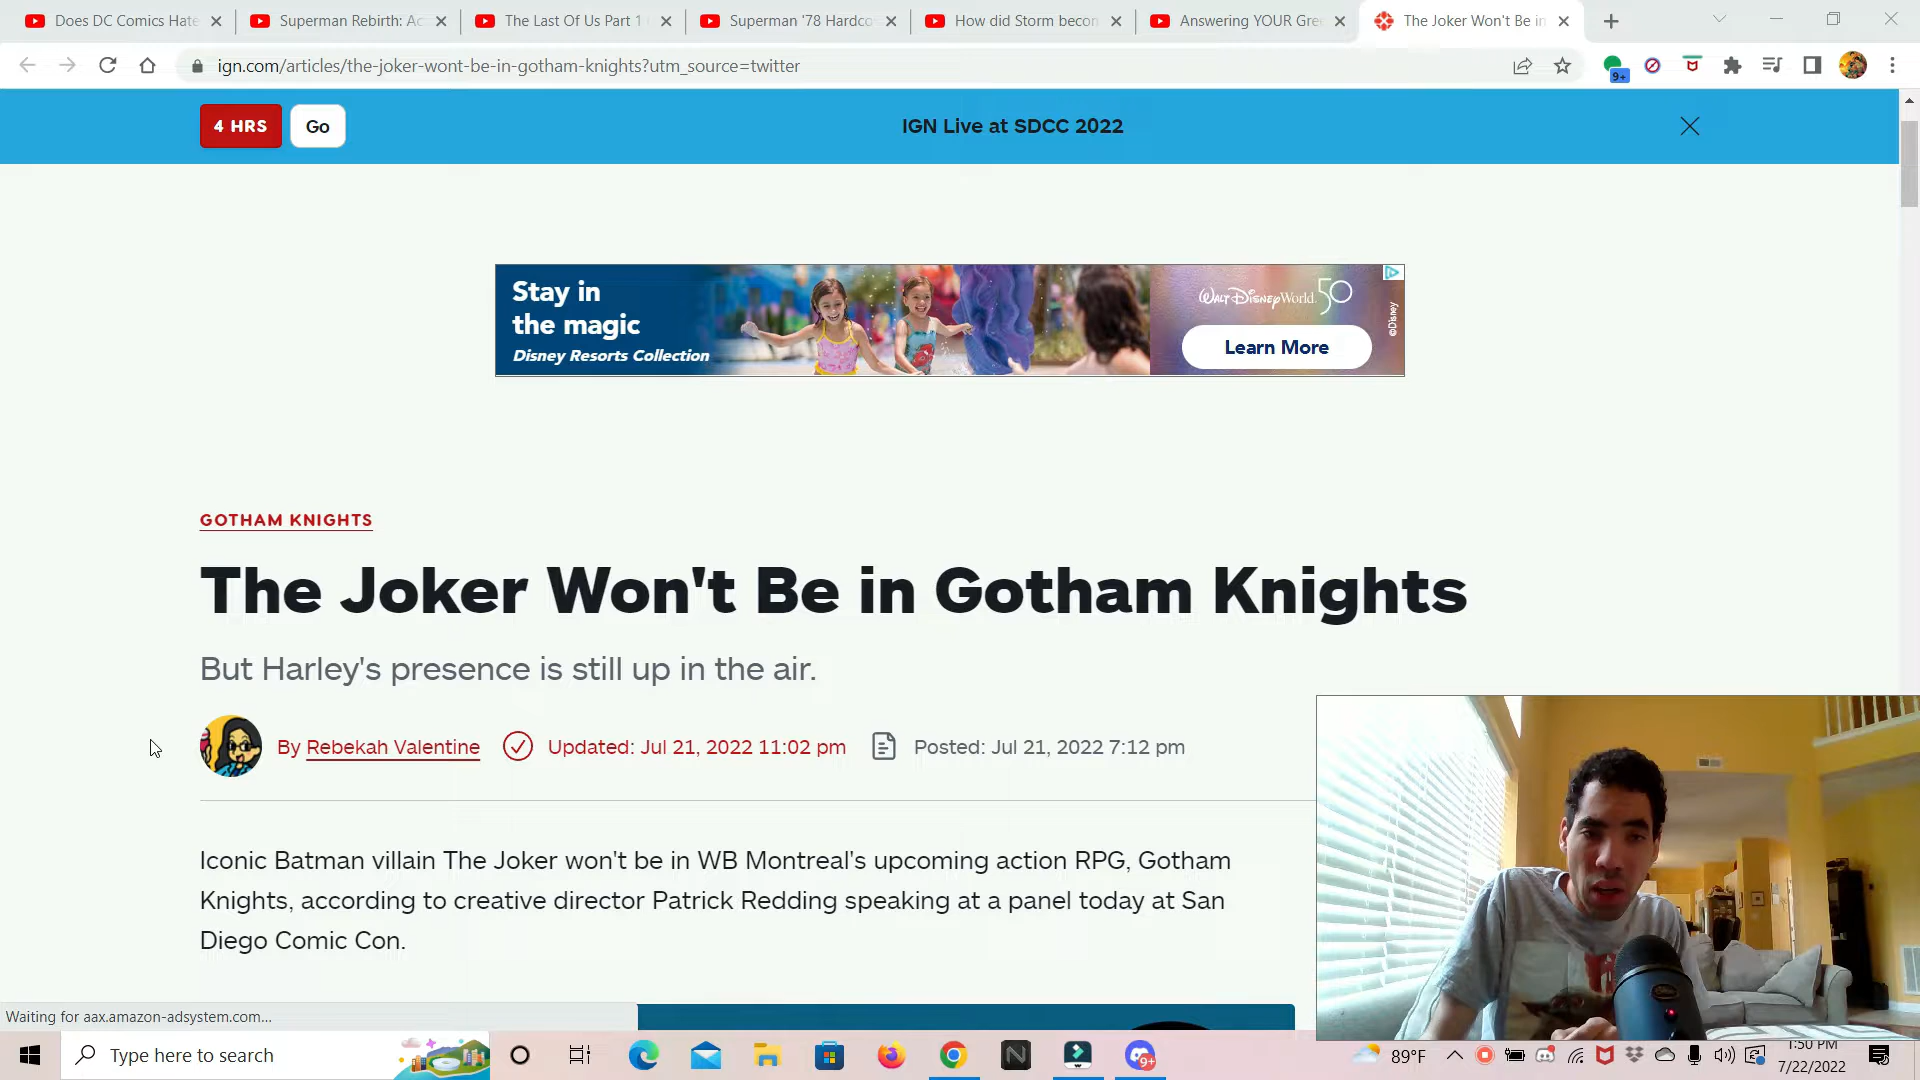 Does DC Comics Hate
Superman Rebirth: Ac
The Last Of Us Part 1
Superman '78 Hardco
How did Storm becom
Answering YOUR Gre
The Joker Won't Be in
ign.com/articles/the-joker-wont-be-in-gotham-knights?utm_source=twitter
9+
4 HRS
Go
IGN Live at SDCC 2022
Stay in
the magic
Disney Resorts Collection
Walt Disney World. 50
Learn More
©Disney
GOTHAM KNIGHTS
The Joker Won't Be in Gotham Knights
But Harley's presence is still up in the air.
By Rebekah Valentine
Updated: Jul 21, 2022 11:02 pm
Posted: Jul 21, 2022 7:12 pm
Iconic Batman villain The Joker won't be in WB Montreal's upcoming action RPG, Gotham
Knights, according to creative director Patrick Redding speaking at a panel today at San
Diego Comic Con.
Waiting for aax.amazon-adsystem.com...
Type here to search
9+
89°F
1:50 PM
7/22/2022